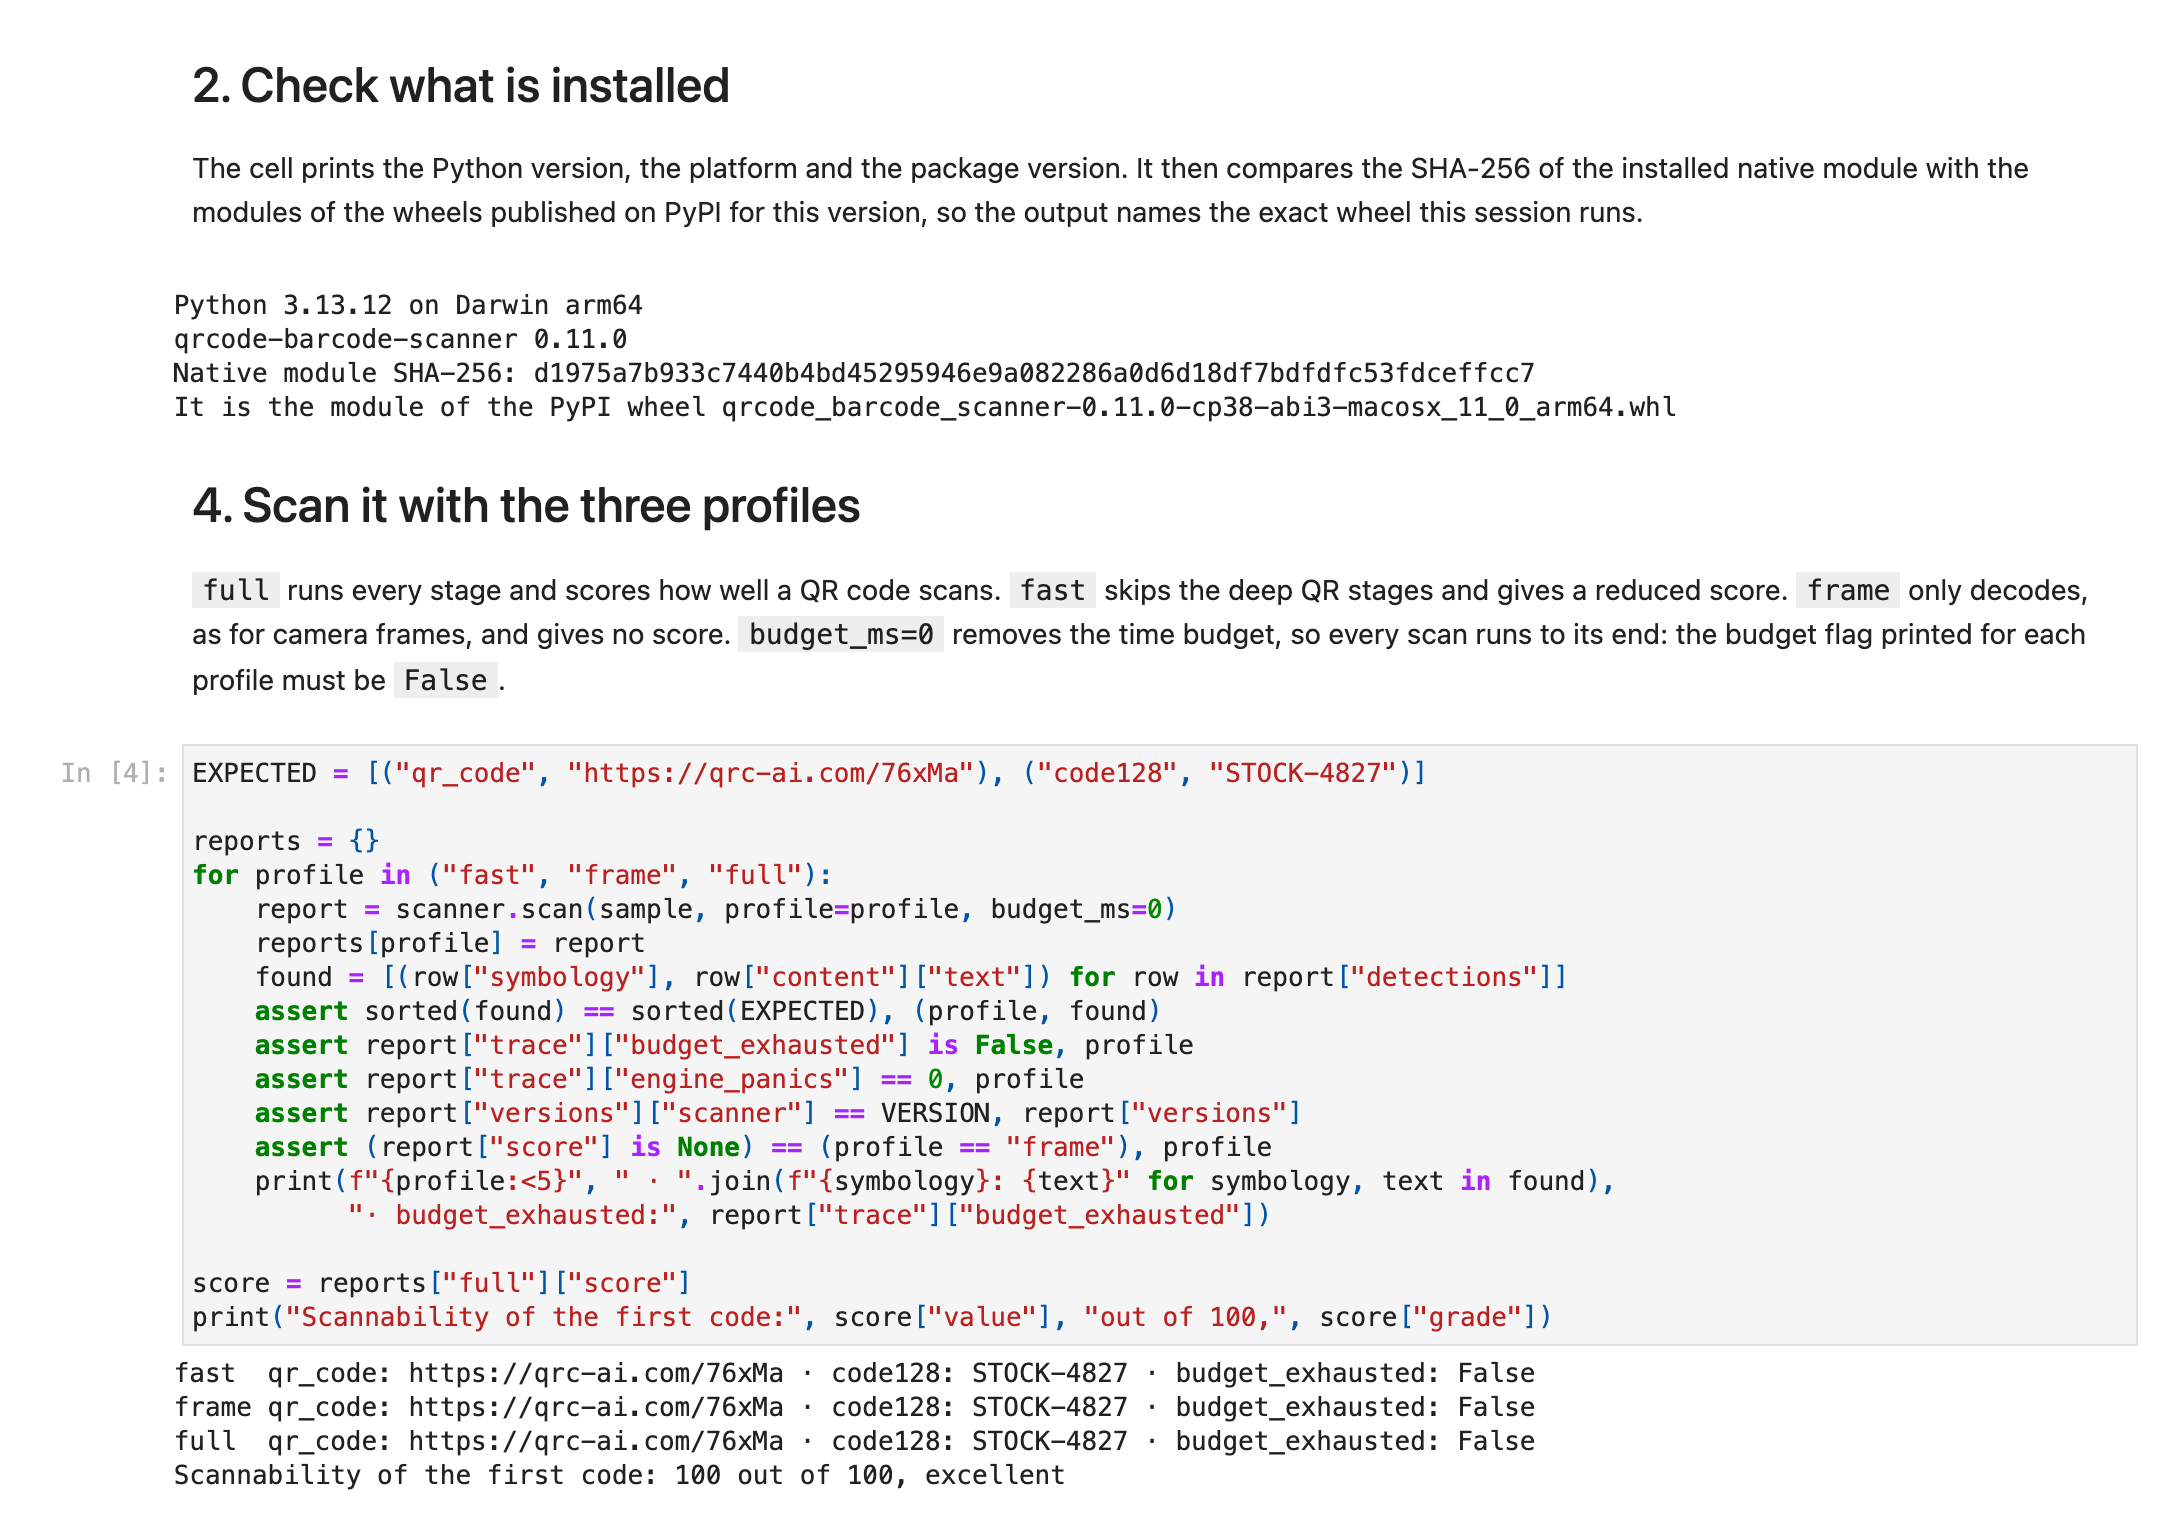 2. Check what is installed
The cell prints the Python version, the platform and the package version. It then compares the SHA-256 of the installed native module with the
modules of the wheels published on PyPI for this version, so the output names the exact wheel this session runs.
Python 3.13.12 on Darwin arm64
qrcode-barcode-scanner 0.11.0
Native module SHA-256: d1975a7b933c7440b4bd45295946e9a082286a0d6d18df7bdfdfc53fdceffcc7
It is the module of the PyPI wheel qrcode_barcode_scanner-0.11.0-cp38-abi3-macosx_11_0_arm64.whl
4. Scan it with the three profiles
full runs every stage and scores how well a QR code scans. fast skips the deep QR stages and gives a reduced score. frame only decodes,
as for camera frames, and gives no score. budget_ms=0 removes the time budget, so every scan runs to its end: the budget flag printed for each
profile must be False.
In [4]: EXPECTED = [("qr_code", "https://qrc-ai.com/76xMa"), ("code128", "STOCK-4827")]
reports = {}
for profile in ("fast", "frame", "full"):
    report = scanner.scan(sample, profile=profile, budget_ms=0)
    reports[profile] = report
    found = [(row["symbology"], row["content"]["text"]) for row in report["detections"]]
    assert sorted(found) == sorted(EXPECTED), (profile, found)
    assert report["trace"]["budget_exhausted"] is False, profile
    assert report["trace"]["engine_panics"] == 0, profile
    assert report["versions"]["scanner"] == VERSION, report["versions"]
    assert (report["score"] is None) == (profile == "frame"), profile
    print(f"{profile:<5}", " · ".join(f"{symbology}: {text}" for symbology, text in found),
          "· budget_exhausted:", report["trace"]["budget_exhausted"])
score = reports["full"]["score"]
print("Scannability of the first code:", score["value"], "out of 100,", score["grade"])
fast  qr_code: https://qrc-ai.com/76xMa · code128: STOCK-4827 · budget_exhausted: False
frame qr_code: https://qrc-ai.com/76xMa · code128: STOCK-4827 · budget_exhausted: False
full  qr_code: https://qrc-ai.com/76xMa · code128: STOCK-4827 · budget_exhausted: False
Scannability of the first code: 100 out of 100, excellent